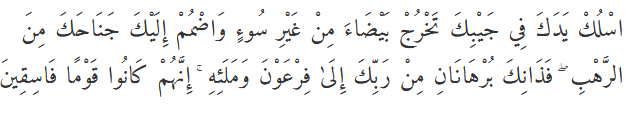 اسْلُكْ يَدَكَ فِي جَيْبِكَ تَخْرُجْ بَيْضَاءَ مِنْ غَيْرِ سُوءٍ وَاضْمُمْ إِلَيْكَ جَنَاحَكَ مِنَ
الرَّهْبِ ۖ فَذَانِكَ بُرْهَانَانِ مِنْ رَبِّكَ إِلَىٰ فِرْعَوْنَ وَمَلَئِهِ ۚ إِنَّهُمْ كَانُوا قَوْمًا فَاسِقِينَ